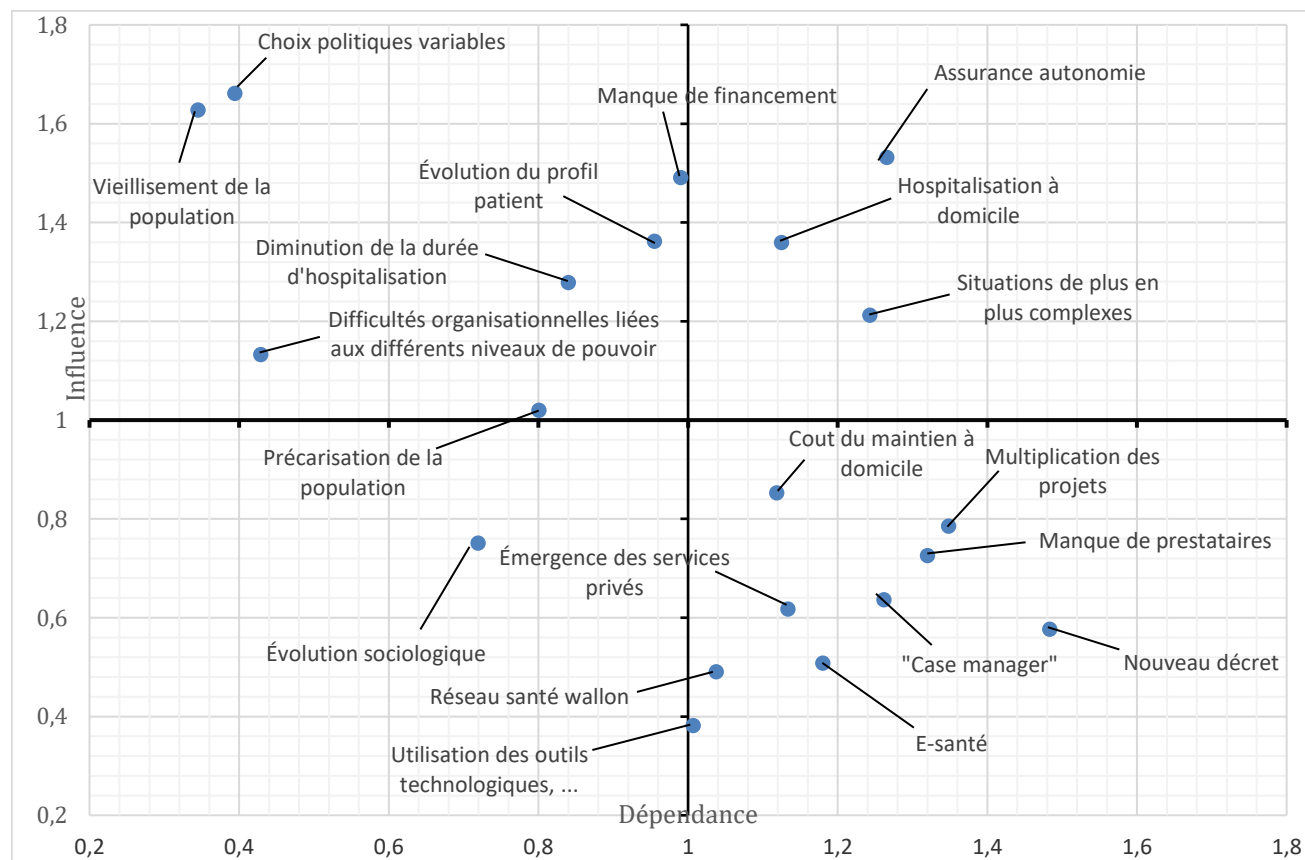 1,8
Choix politiques variables
Assurance autonomie
Manque de financement
1,6
Vieillisement de la
population
Évolution du profil
patient
Hospitalisation à
domicile
1,4
Diminution de la durée
d'hospitalisation
Situations de plus en
plus complexes
Difficultés organisationnelles liées
aux différents niveaux de pouvoir
1,2
Influence
1
Précarisation de la
population
Cout du maintien à
domicile
Multiplication des
projets
0,8
Manque de prestataires
Émergence des services
privés
0,6
Évolution sociologique
"Case manager"
Nouveau décret
Réseau santé wallon
0,4
E-santé
Utilisation des outils
technologiques, ...
0,2
Dépendance
0,2
0,4
0,6
0,8
1
1,2
1,4
1,6
1,8